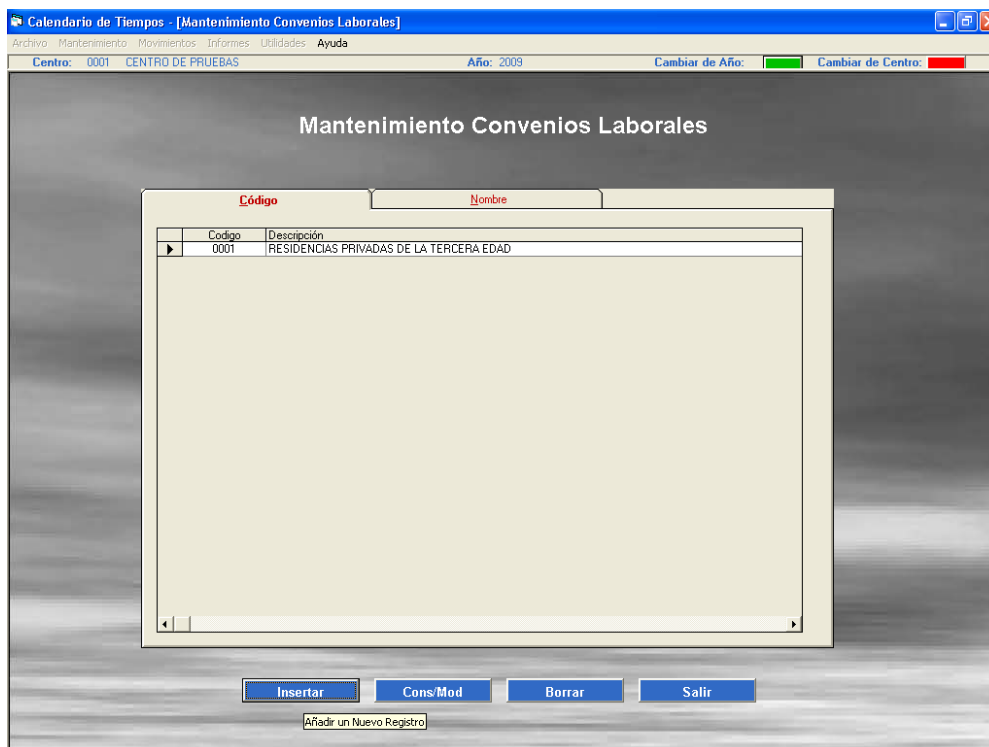 Calendario de Tiempos - [Mantenimiento Convenios Laborales]
Archivo Mantenimiento Movimientos Informes Utilidades Ayuda
Centro: 0001 CENTRO DE PRUEBAS Año: 2009 Cambiar de Año: Cambiar de Centro:
Mantenimiento Convenios Laborales
Código Nombre
Codigo Descripción
0001 RESIDENCIAS PRIVADAS DE LA TERCERA EDAD
Insertar Cons/Mod Borrar Salir
Añadir un Nuevo Registro